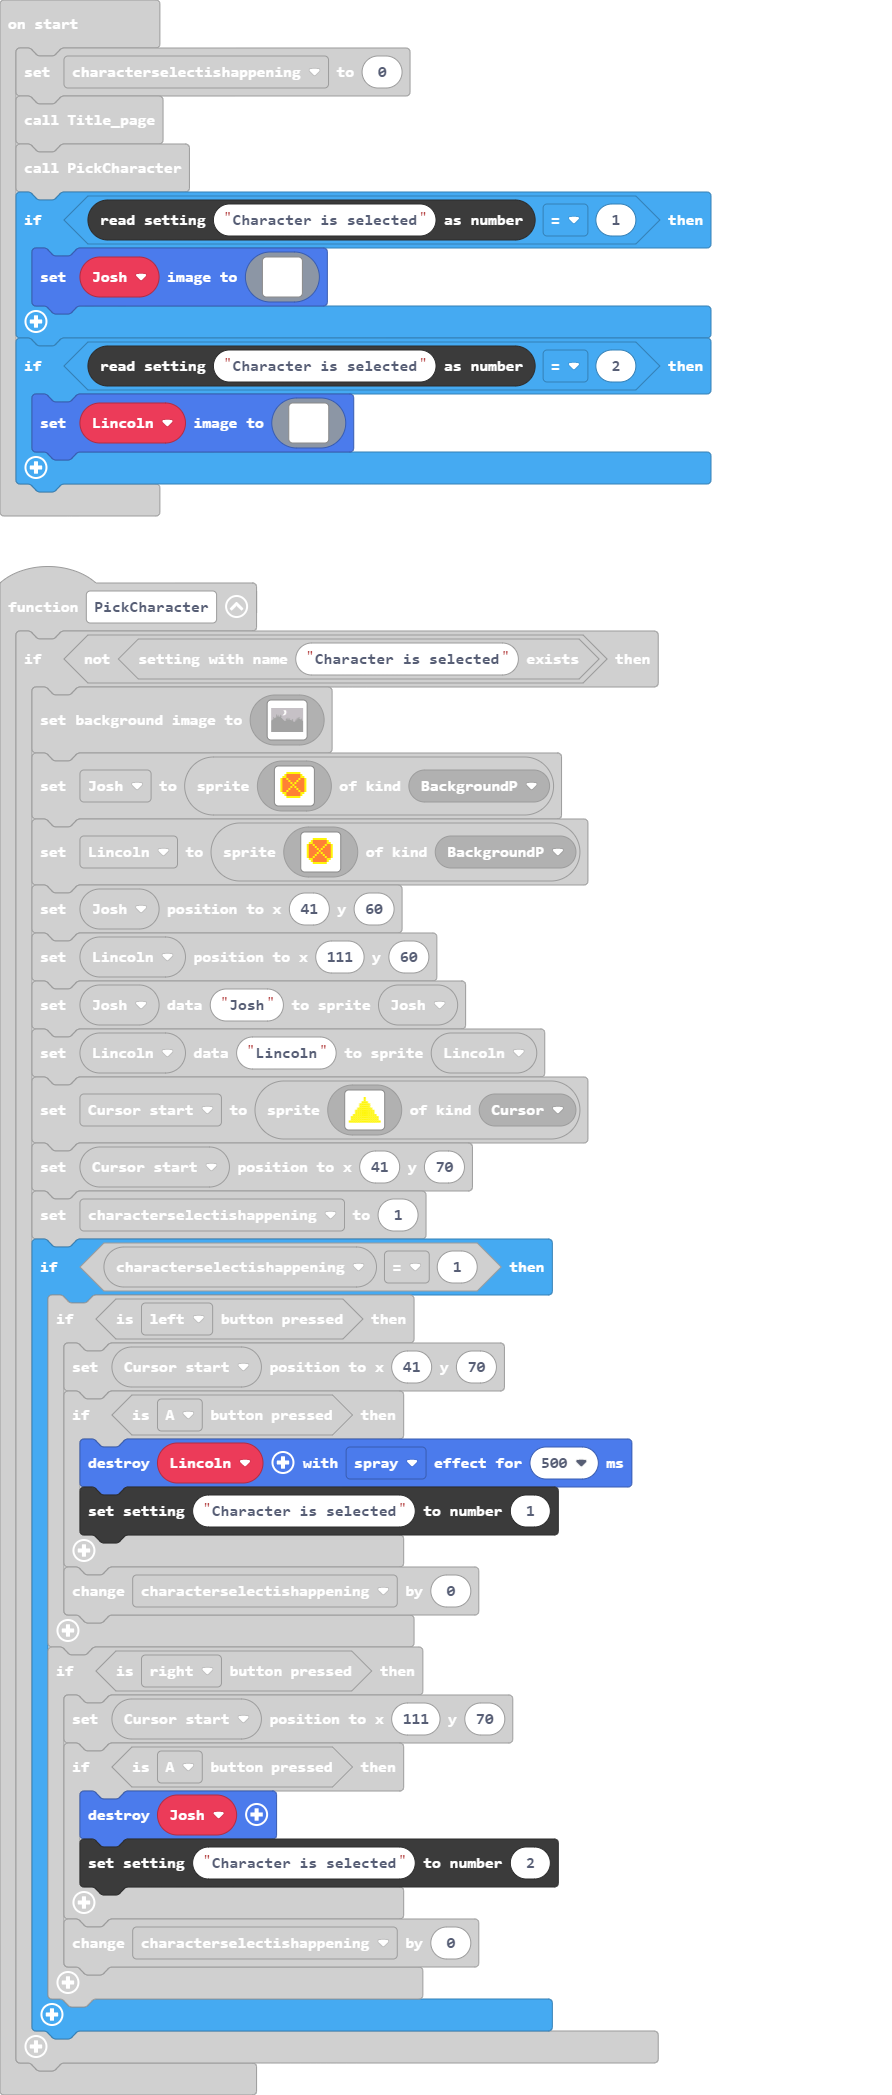 on start
set characterselectishappening to 0
call Title_page
call PickCharacter
if read setting "Character is selected" as number = 1 then
set Josh image to
if read setting "Character is selected" as number = 2 then
set Lincoln image to
function PickCharacter
if not setting with name "Character is selected" exists then
set background image to
set Josh to sprite of kind BackgroundP
set Lincoln to sprite of kind BackgroundP
set Josh position to x 41 y 60
set Lincoln position to x 111 y 60
set Josh data "Josh" to sprite Josh
set Lincoln data "Lincoln" to sprite Lincoln
set Cursor start to sprite of kind Cursor
set Cursor start position to x 41 y 70
set characterselectishappening to 1
if characterselectishappening = 1 then
if is left button pressed then
set Cursor start position to x 41 y 70
if is A button pressed then
destroy Lincoln with spray effect for 500 ms
set setting "Character is selected" to number 1
change characterselectishappening by 0
if is right button pressed then
set Cursor start position to x 111 y 70
if is A button pressed then
destroy Josh
set setting "Character is selected" to number 2
change characterselectishappening by 0